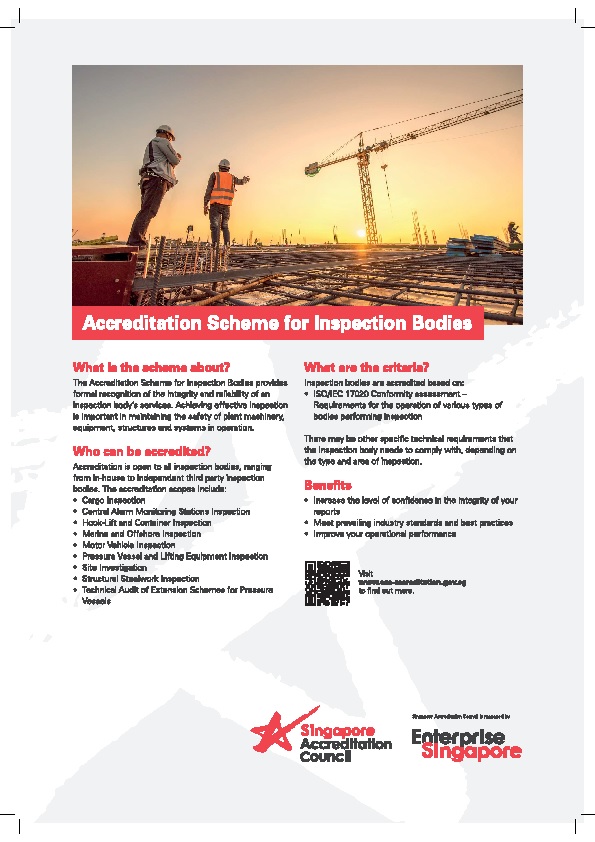 Accreditation Scheme for Inspection Bodies
What is the scheme about?
The Accreditation Scheme for Inspection Bodies provides
formal recognition of the integrity and reliability of an
inspection body's services. Achieving effective inspection
is important in maintaining the safety of plant machinery,
equipment, structures and systems in operation.
Who can be accredited?
Accreditation is open to all inspection bodies, ranging
from in-house to independent third party inspection
bodies. The accreditation scopes include:
• Cargo Inspection
• Central Alarm Monitoring Stations Inspection
• Hook-Lift and Container Inspection
• Marine and Offshore Inspection
• Motor Vehicle Inspection
• Pressure Vessel and Lifting Equipment Inspection
• Site Investigation
• Structural Steelwork Inspection
• Technical Audit of Extension Schemes for Pressure
Vessels
What are the criteria?
Inspection bodies are accredited based on:
• ISO/IEC 17020 Conformity assessment –
Requirements for the operation of various types of
bodies performing inspection
There may be other specific technical requirements that
the inspection body needs to comply with, depending on
the type and area of inspection.
Benefits
• Increase the level of confidence in the integrity of your
reports
• Meet prevailing industry standards and best practices
• Improve your operational performance
Visit
www.sac-accreditation.gov.sg
to find out more.
Singapore
Accreditation
Council
Singapore Accreditation Council is managed by
Enterprise
Singapore